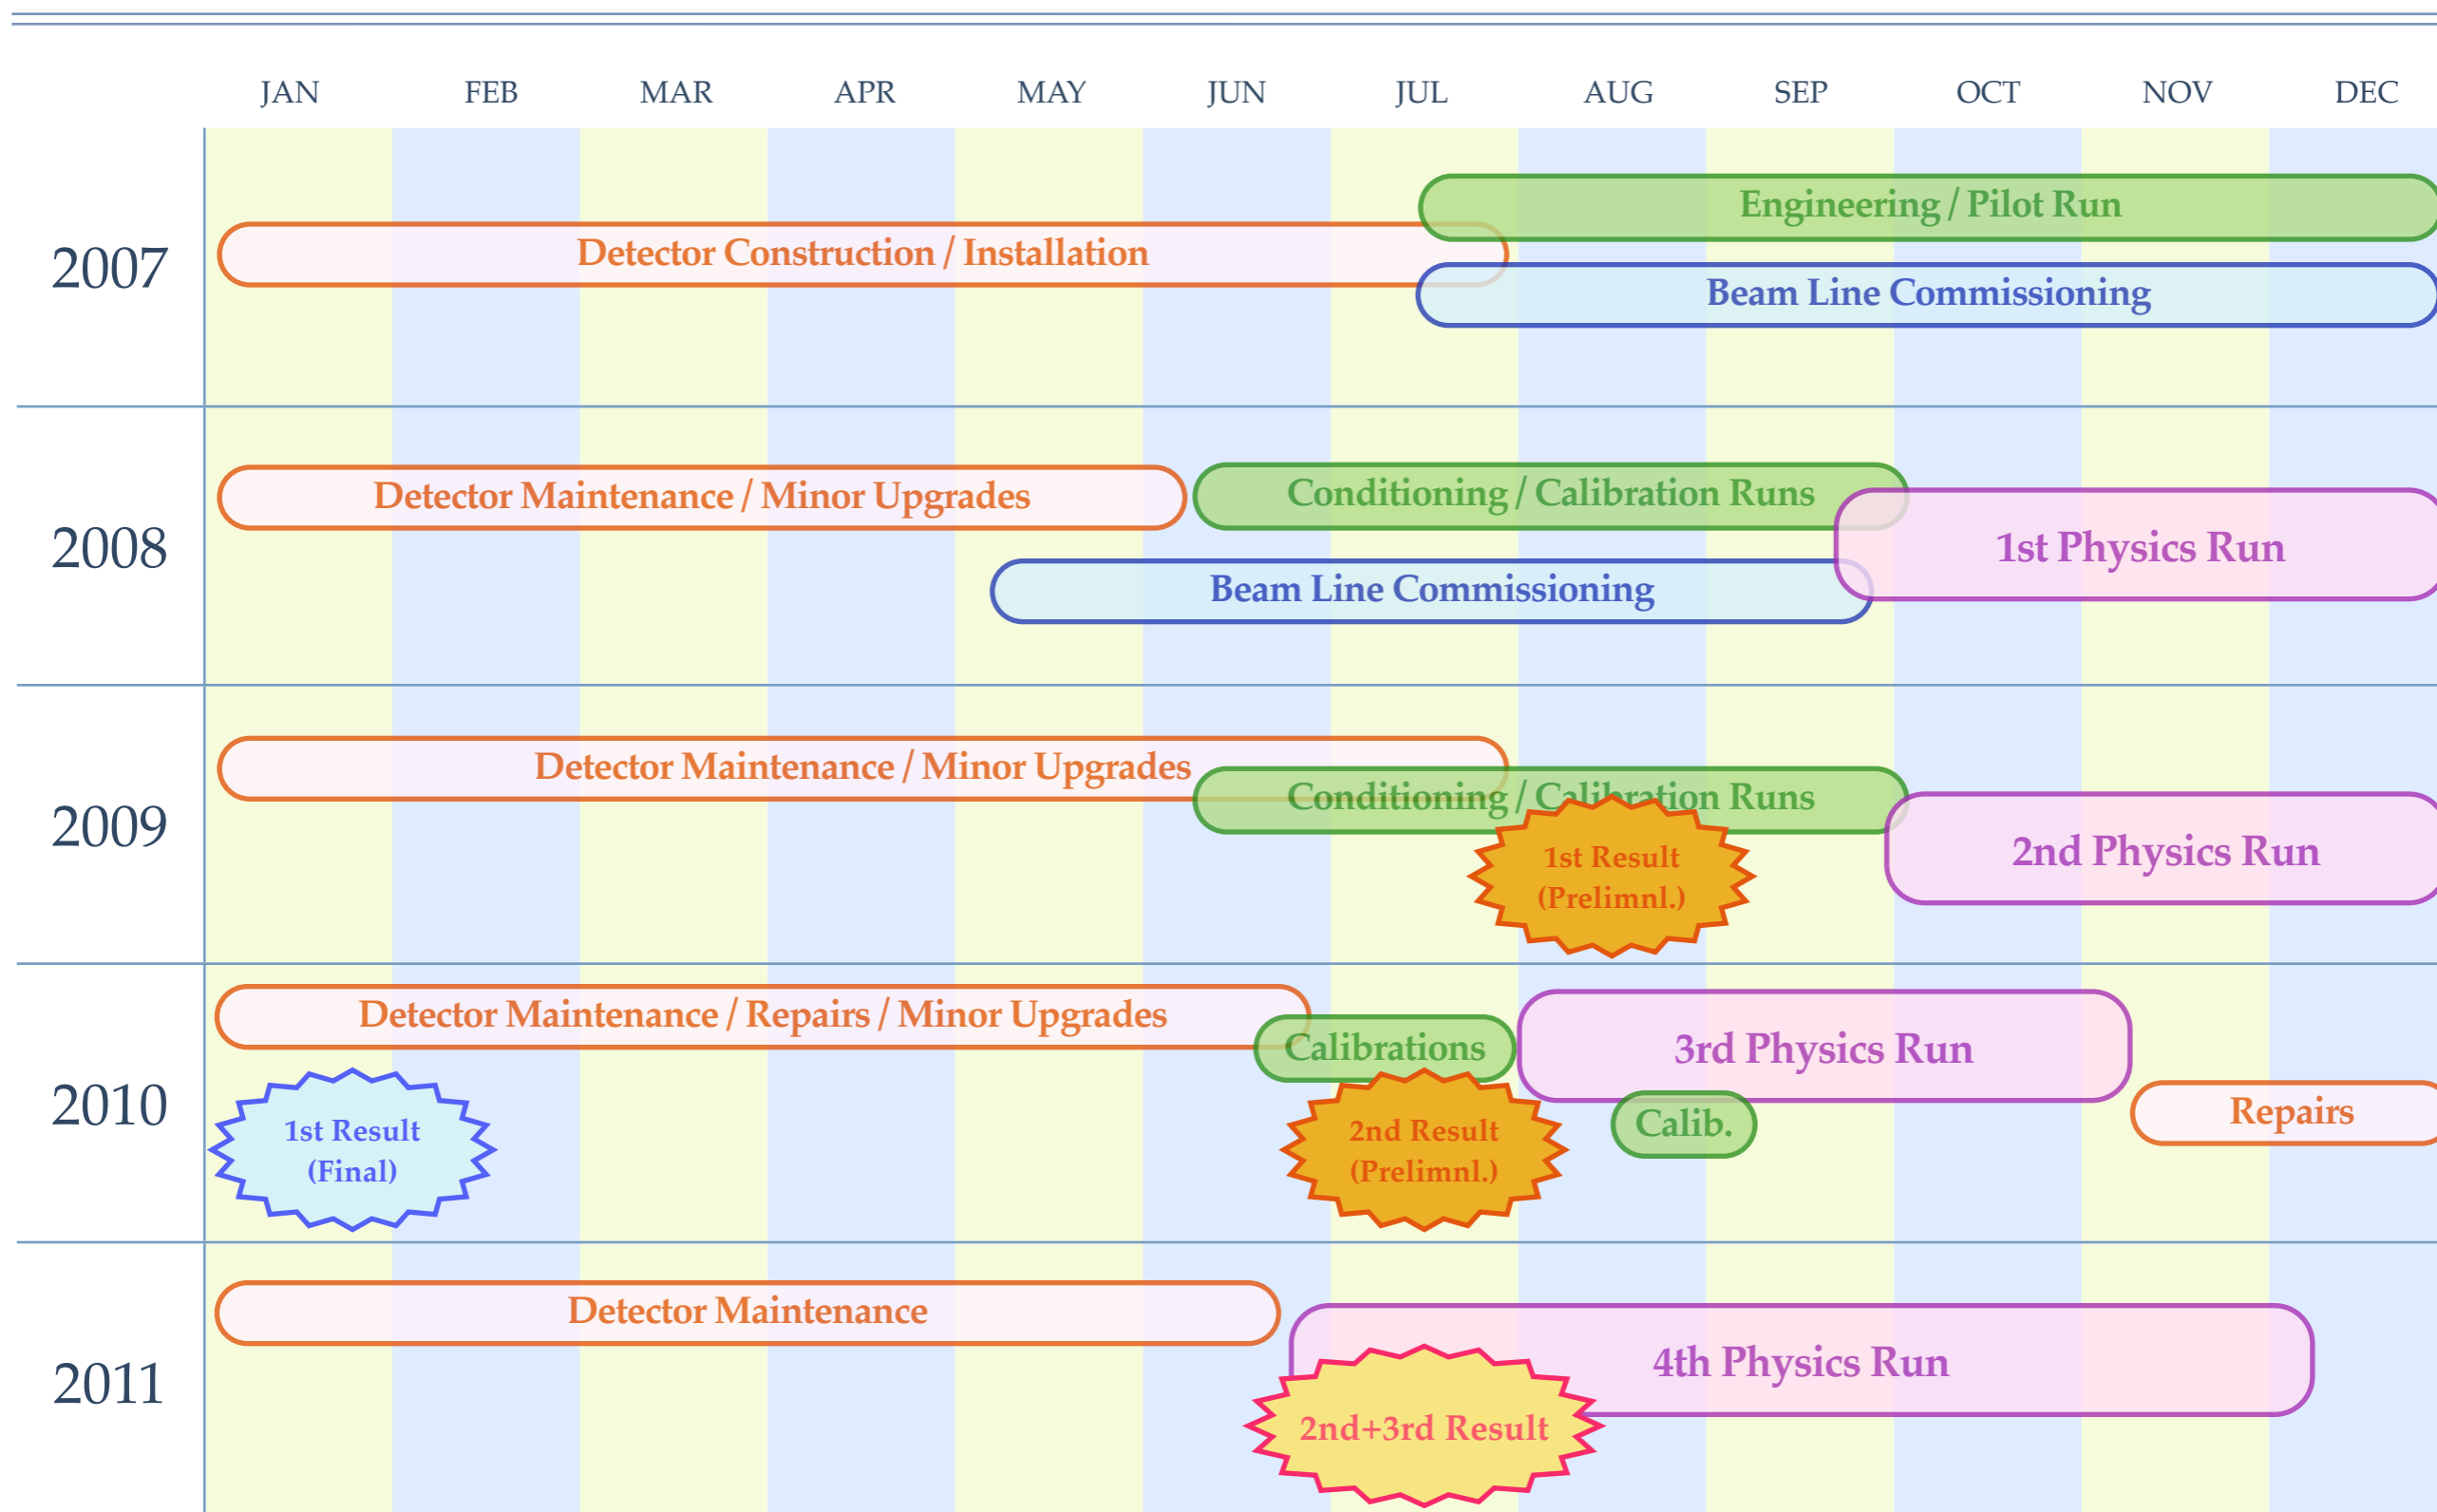 JAN FEB MAR APR MAY JUN JUL AUG SEP OCT NOV DEC
2007
Engineering / Pilot Run
Detector Construction / Installation
Beam Line Commissioning
2008
Detector Maintenance / Minor Upgrades
Conditioning / Calibration Runs
1st Physics Run
Beam Line Commissioning
2009
Detector Maintenance / Minor Upgrades
Conditioning / Calibration Runs
1st Result
(Prelimnl.)
2nd Physics Run
2010
Detector Maintenance / Repairs / Minor Upgrades
Calibrations
3rd Physics Run
1st Result
(Final)
2nd Result
(Prelimnl.)
Calib.
Repairs
2011
Detector Maintenance
4th Physics Run
2nd+3rd Result